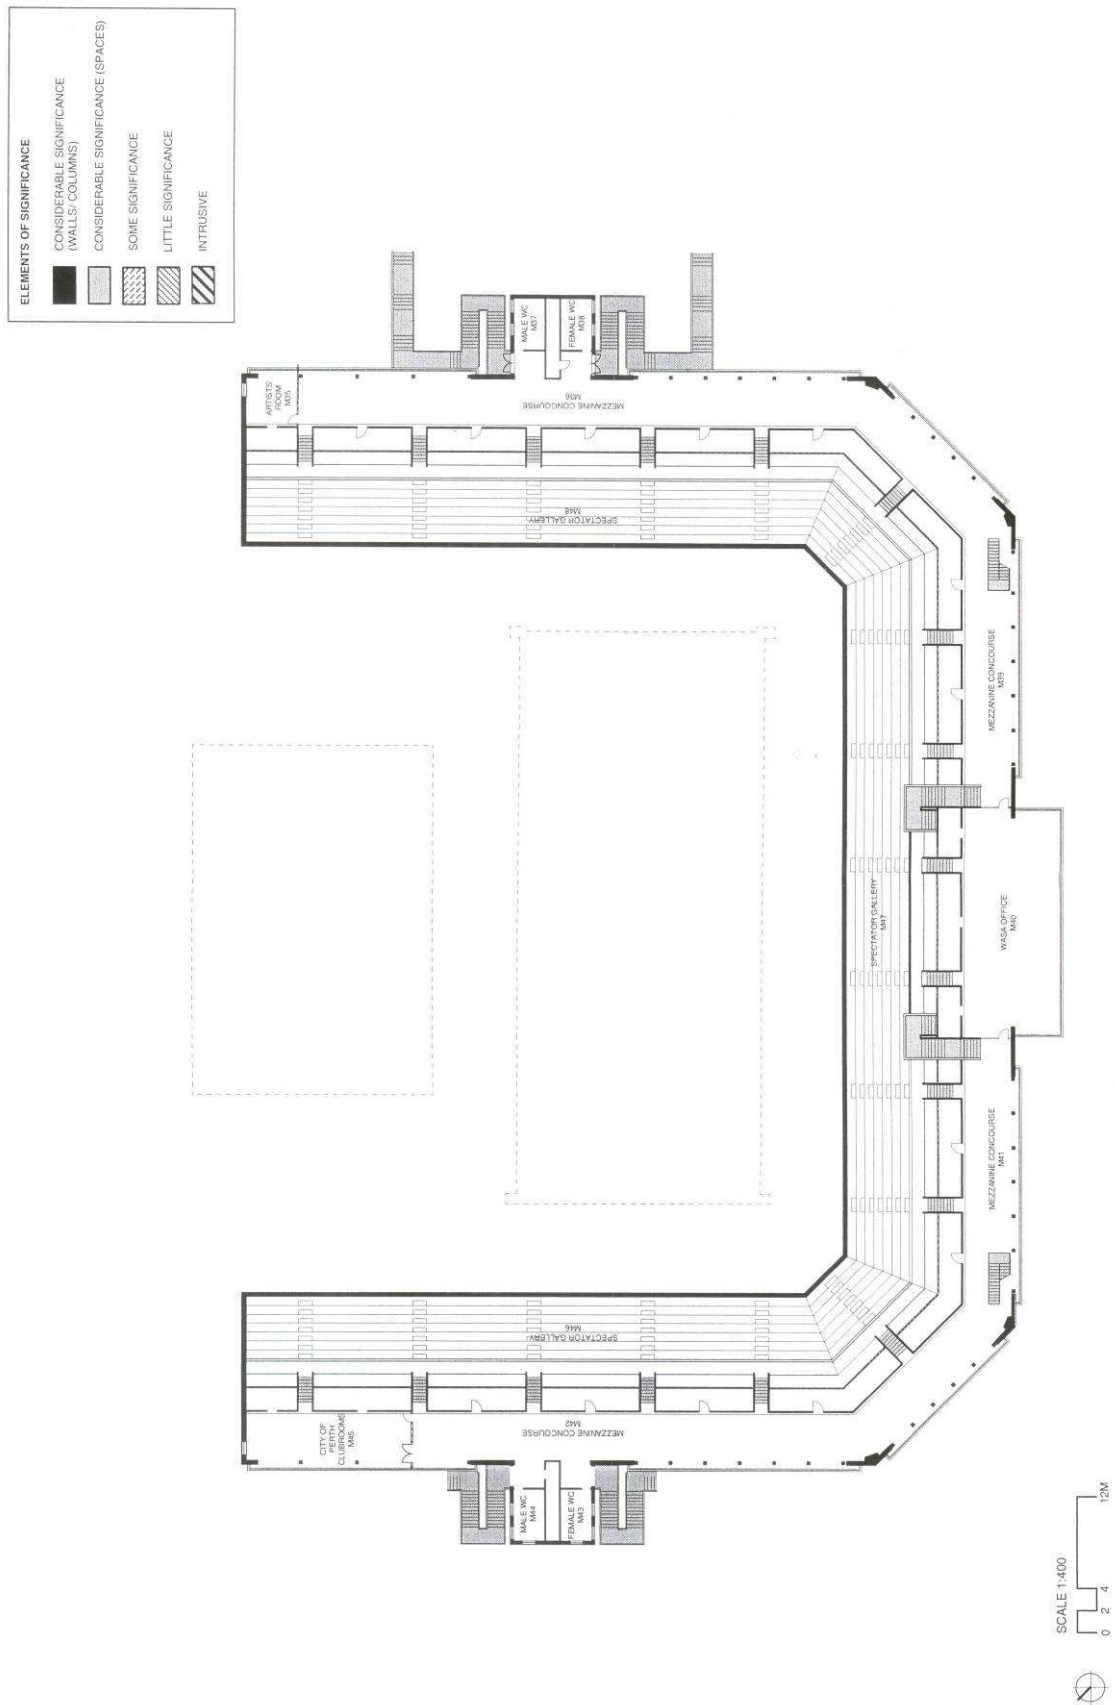 ELEMENTS OF SIGNIFICANCE
CONSIDERABLE SIGNIFICANCE
(WALLS/ COLUMNS)
CONSIDERABLE SIGNIFICANCE (SPACES)
SOME SIGNIFICANCE
LITTLE SIGNIFICANCE
INTRUSIVE
ARTISTS'
ROOM
M35
MEZZANINE CONCOURSE
M36
MALE WC
M37
FEMALE WC
M38
SPECTATOR GALLERY
M48
MEZZANINE CONCOURSE
M39
SPECTATOR GALLERY
M47
WASA OFFICE
M40
MEZZANINE CONCOURSE
M41
SPECTATOR GALLERY
M46
CITY OF
PERTH
CLUBROOMS
M45
MEZZANINE CONCOURSE
M42
MALE WC
M44
FEMALE WC
M43
SCALE 1:400
0 2 4 12M